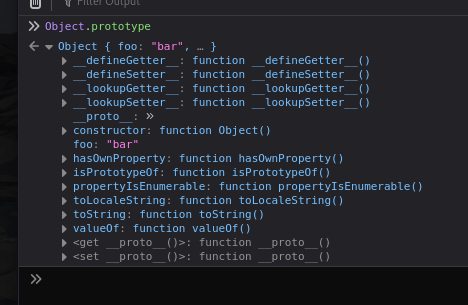 Filter Output
Object.prototype
Object { foo: "bar", … }
__defineGetter__: function __defineGetter__()
__defineSetter__: function __defineSetter__()
__lookupGetter__: function __lookupGetter__()
__lookupSetter__: function __lookupSetter__()
__proto__: »
constructor: function Object()
foo: "bar"
hasOwnProperty: function hasOwnProperty()
isPrototypeOf: function isPrototypeOf()
propertyIsEnumerable: function propertyIsEnumerable()
toLocaleString: function toLocaleString()
toString: function toString()
valueOf: function valueOf()
<get __proto__()>: function __proto__()
<set __proto__()>: function __proto__()